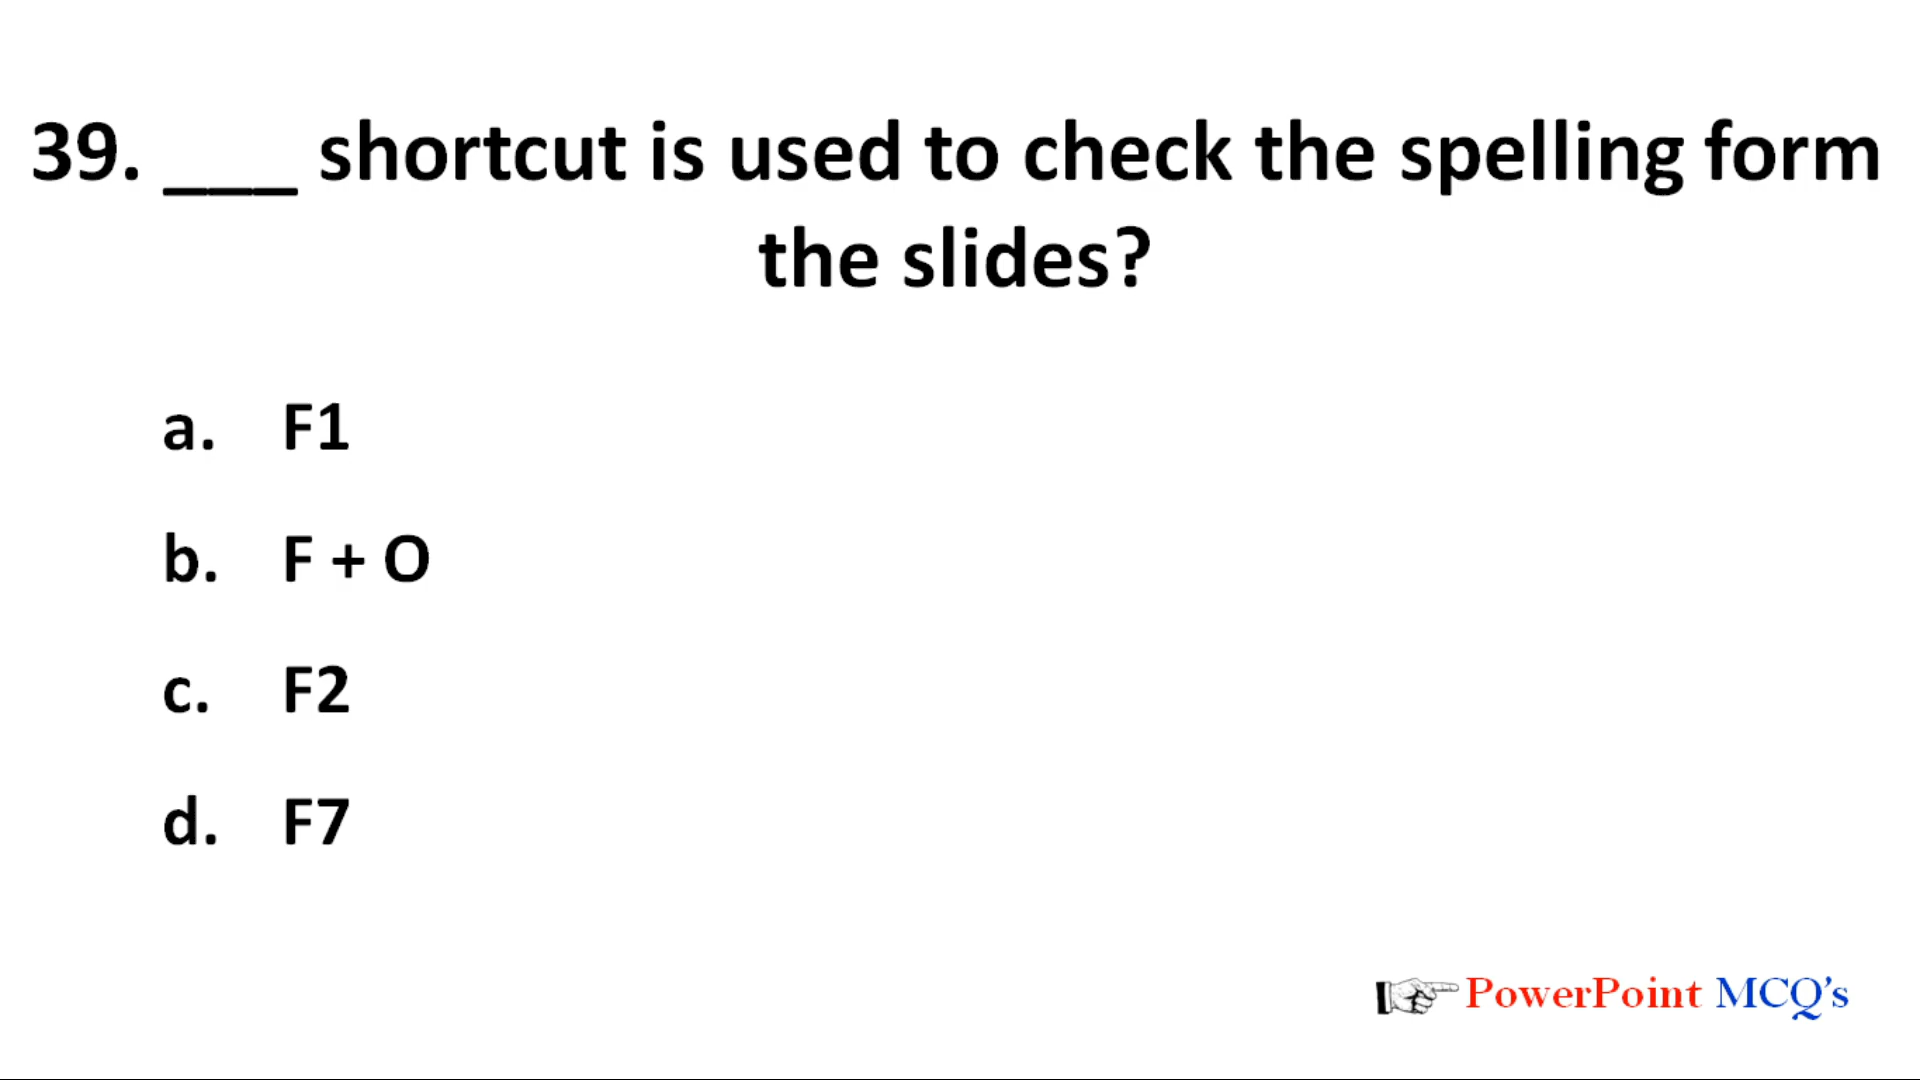 39. ___ shortcut is used to check the spelling form
the slides?
a. F1
b. F + O
c. F2
d. F7
PowerPoint MCQ's